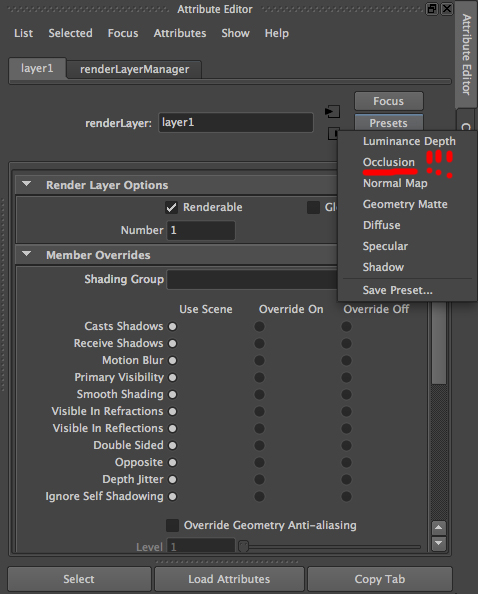 Attribute Editor
List Selected Focus Attributes Show Help
layer1 renderLayerManager
Focus
renderLayer: layer1
Presets
Luminance Depth
Occlusion !!!
Normal Map
Geometry Matte
Diffuse
Specular
Shadow
Save Preset...
Render Layer Options
Renderable
Number 1
Member Overrides
Shading Group
Use Scene Override On Override Off
Casts Shadows
Receive Shadows
Motion Blur
Primary Visibility
Smooth Shading
Visible In Refractions
Visible In Reflections
Double Sided
Opposite
Depth Jitter
Ignore Self Shadowing
Override Geometry Anti-aliasing
Level 1
Select Load Attributes Copy Tab
Attribute Editor